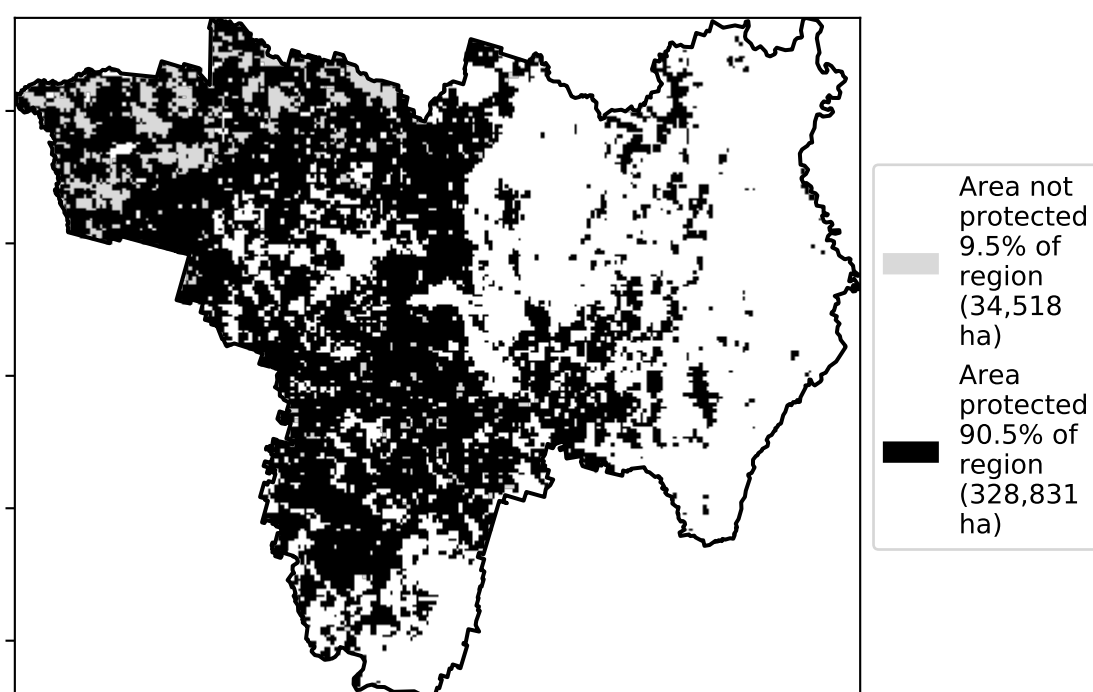 Area not
protected
9.5% of
region
(34,518
ha)
Area
protected
90.5% of
region
(328,831
ha)